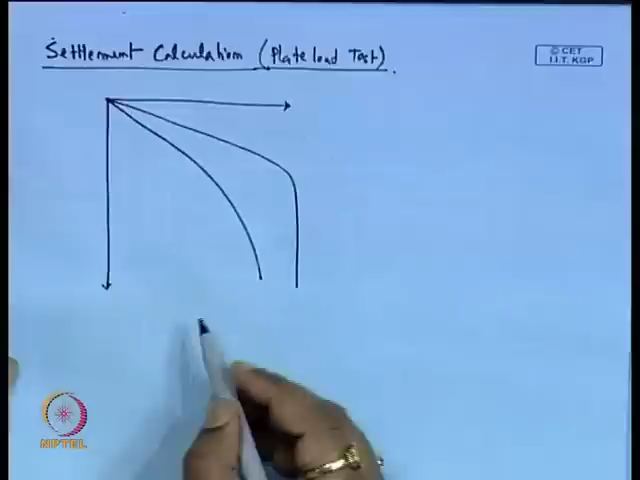 Settlement Calculation (Plate load Test).
© CET
I.I.T. KGP
NPTEL